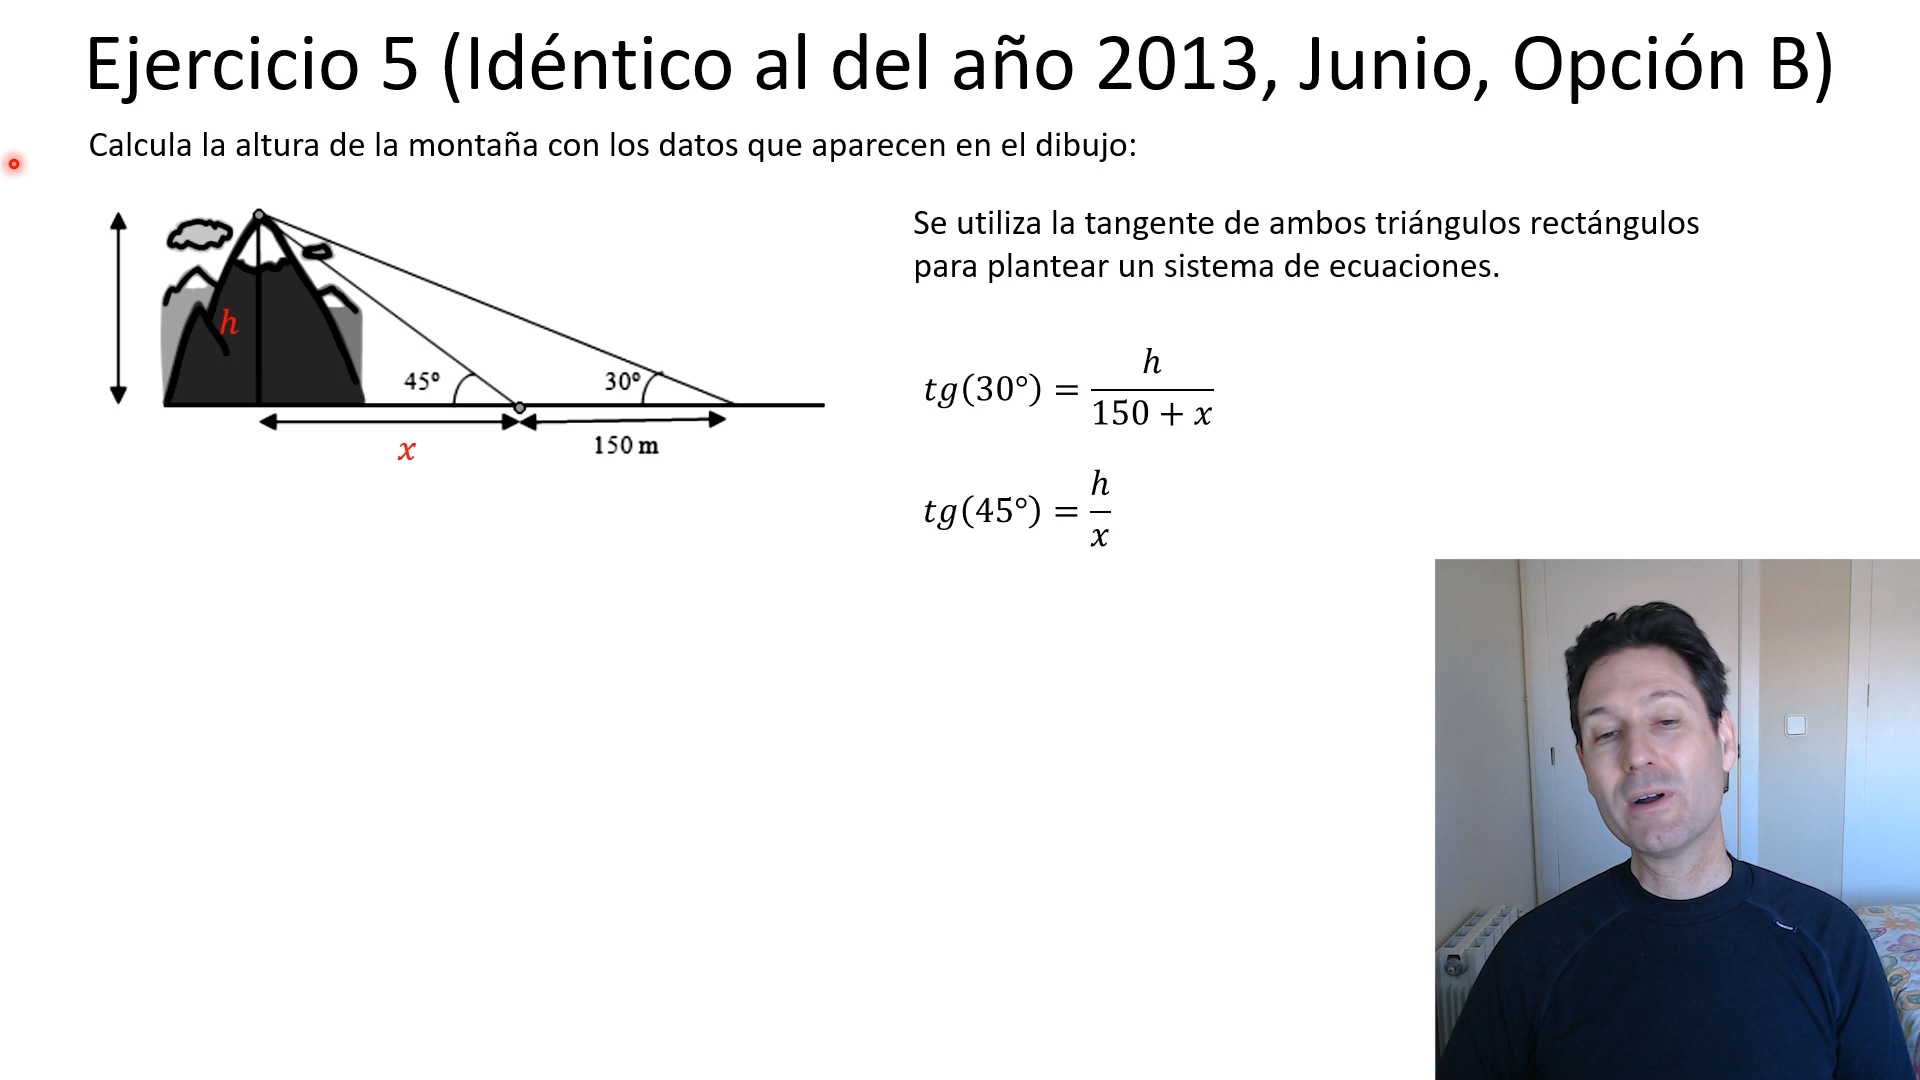 Ejercicio 5 (Idéntico al del año 2013, Junio, Opción B)
Calcula la altura de la montaña con los datos que aparecen en el dibujo:
h
45º
30º
x
150 m
Se utiliza la tangente de ambos triángulos rectángulos
para plantear un sistema de ecuaciones.
tg(30°) = h / (150 + x)
tg(45°) = h / x